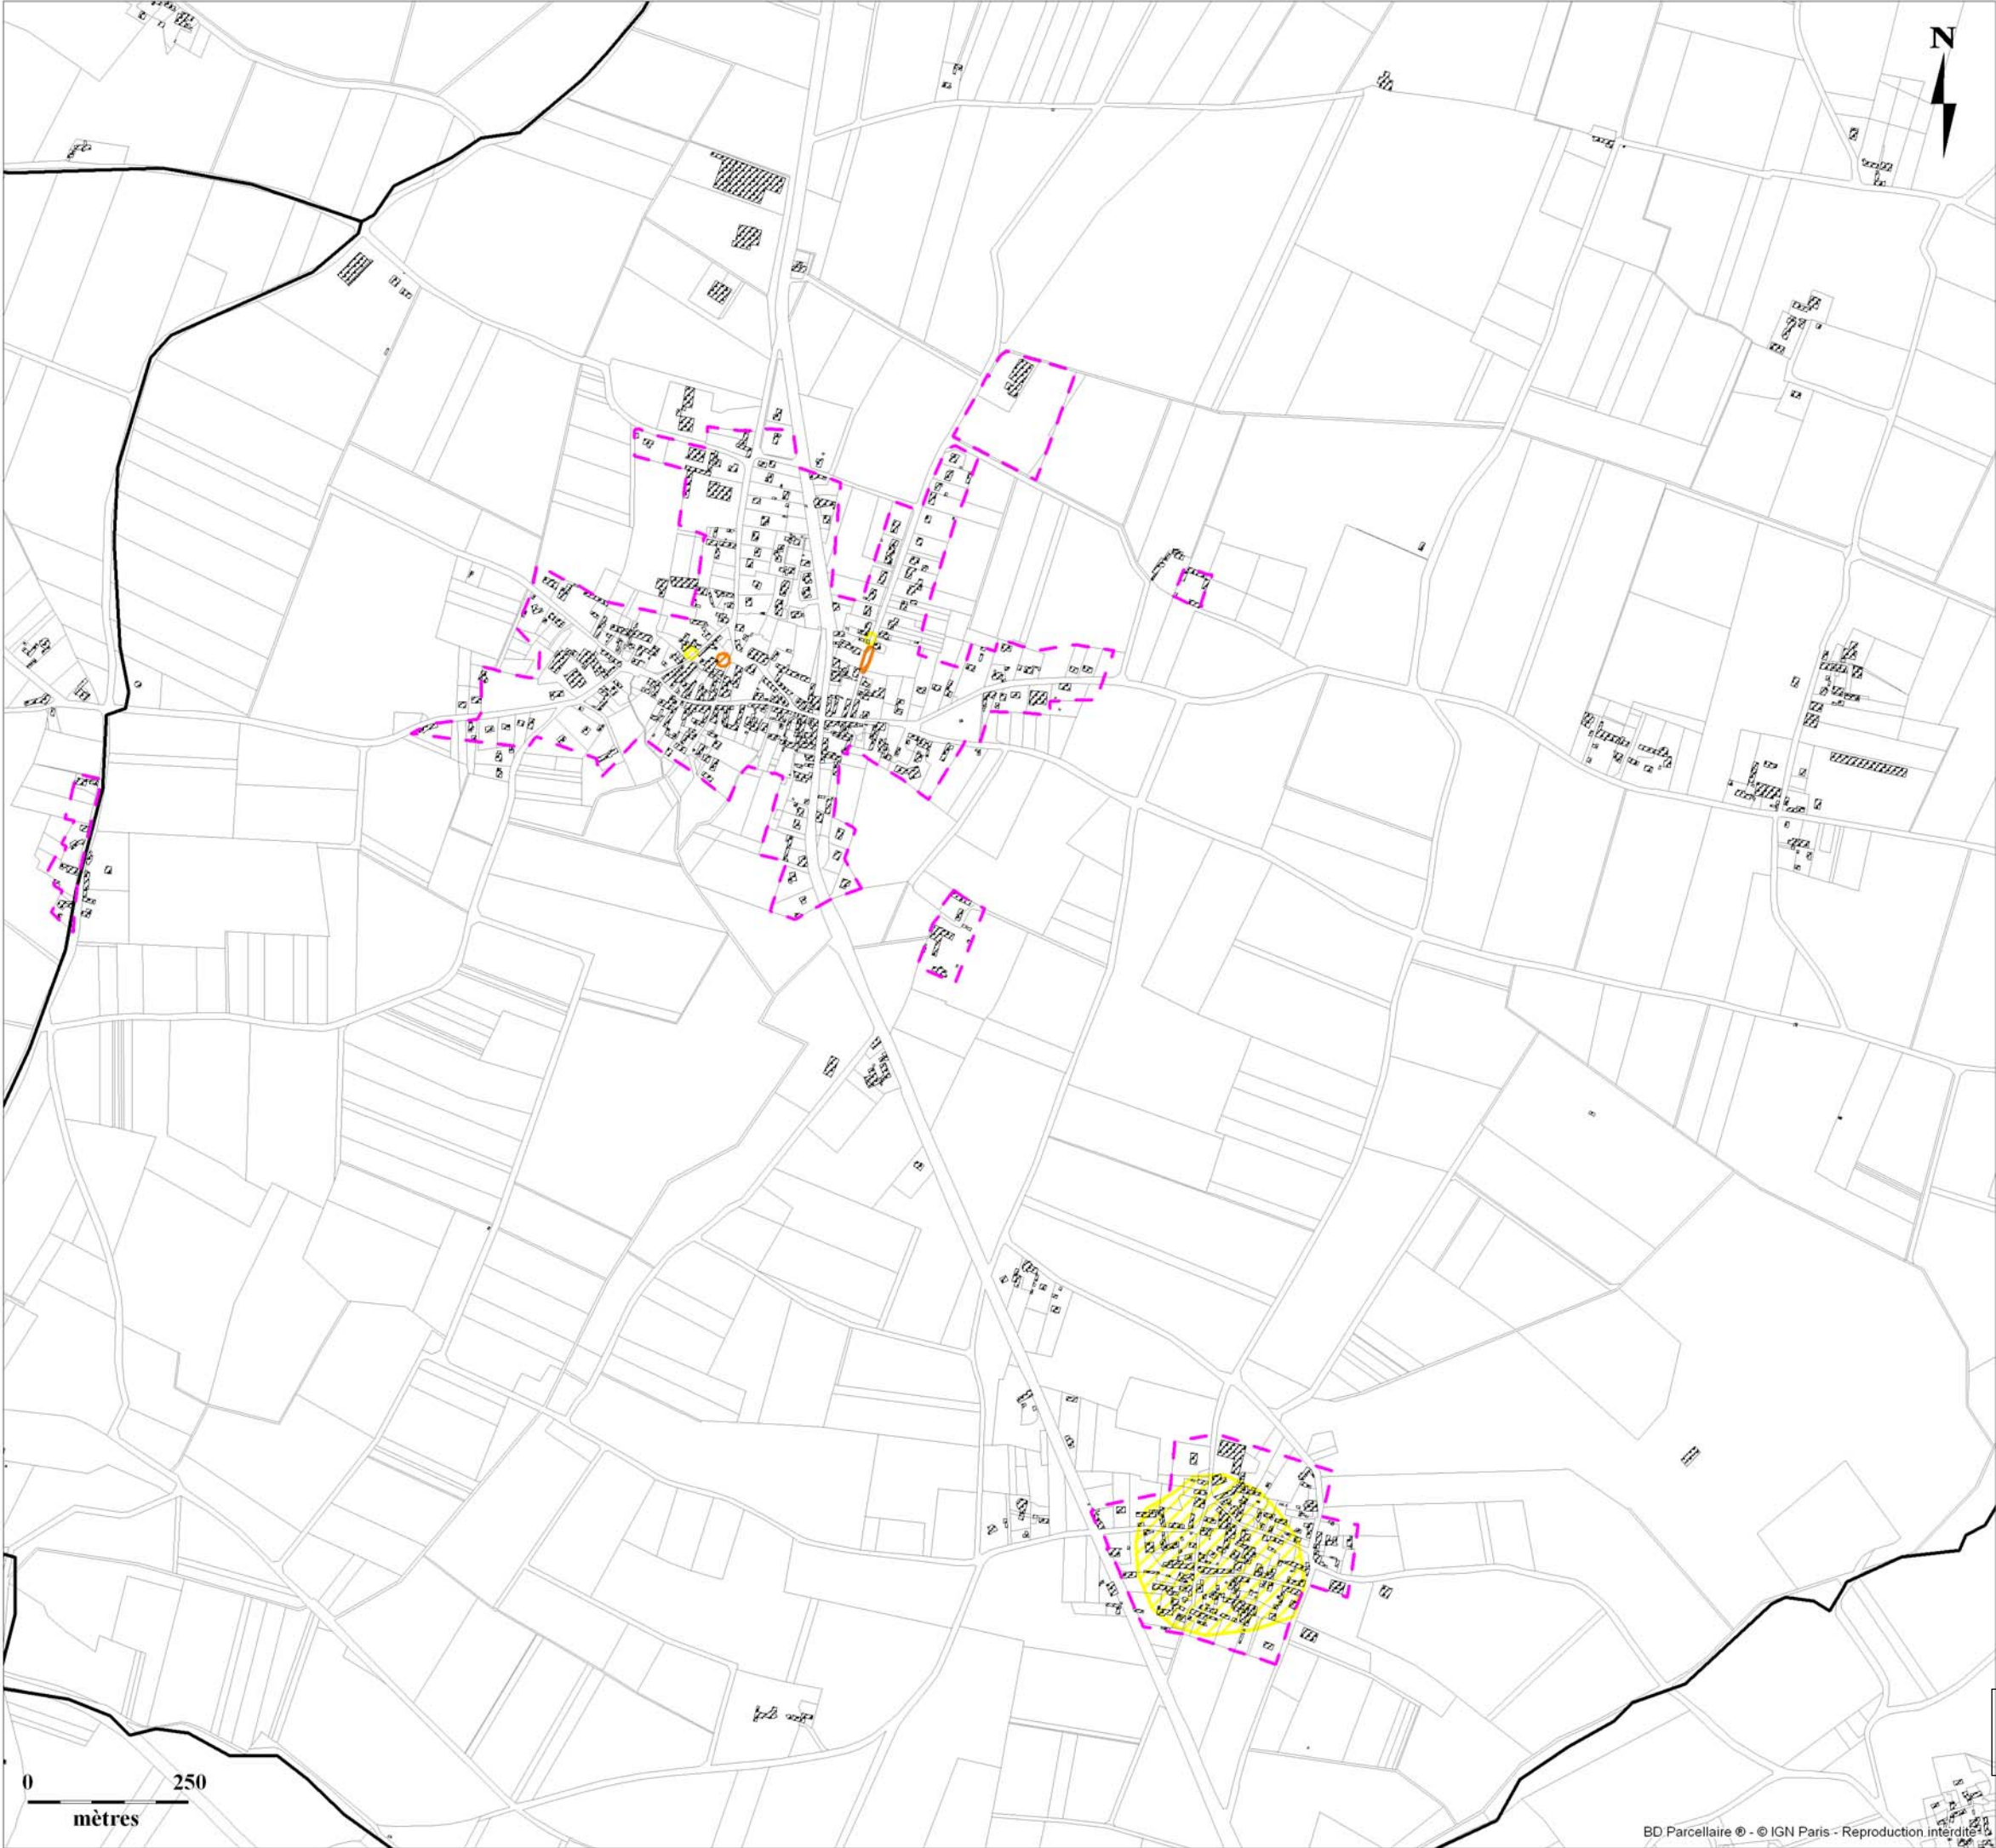 N
0 250
mètres
BD Parcellaire ® - © IGN Paris - Reproduction interdite